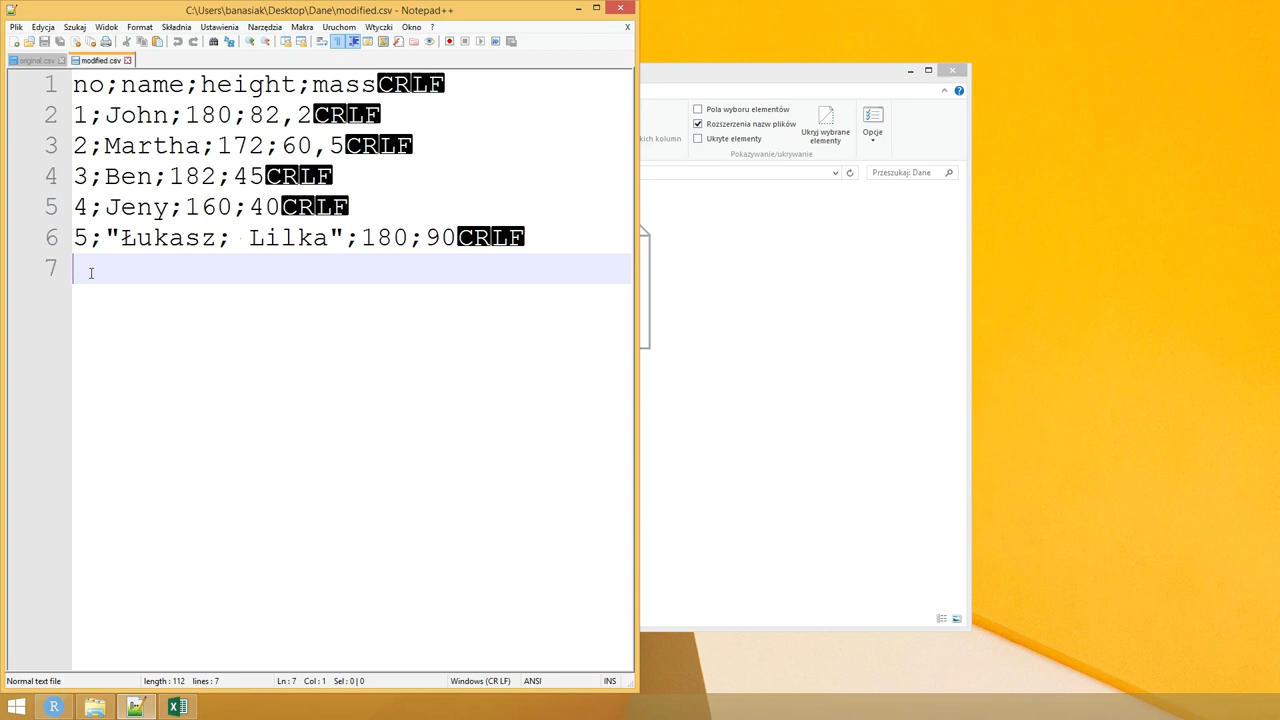 C:\Users\banasiak\Desktop\Dane\modified.csv - Notepad++
Plik Edycja Szukaj Widok Format Składnia Ustawienia Narzędzia Makra Uruchom Wtyczki Okno ? X
original.csv modified.csv
1 no;name;height;massCRLF
2 1;John;180;82,2CRLF
3 2;Martha;172;60,5CRLF
4 3;Ben;182;45CRLF
5 4;Jeny;160;40CRLF
6 5;"Łukasz; Lilka";180;90CRLF
7
Normal text file length : 112 lines : 7 Ln : 7 Col : 1 Sel : 0 | 0 Windows (CR LF) ANSI INS
Pola wyboru elementów
Rozszerzenia nazw plików
Ukryte elementy
kich kolumn
Ukryj wybrane
elementy
Opcje
Pokazywanie/ukrywanie
Przeszukaj: Dane